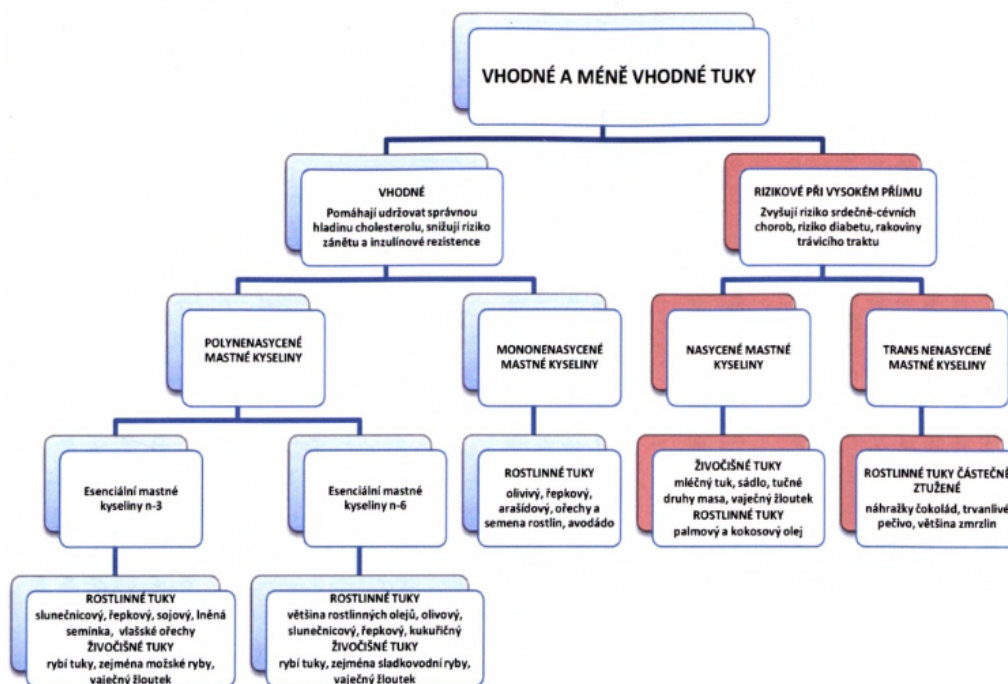 VHODNÉ A MÉNĚ VHODNÉ TUKY
VHODNÉ
Pomáhají udržovat správnou
hladinu cholesterolu, snižují riziko
zánětu a inzulínové rezistence
RIZIKOVÉ PŘI VYSOKÉM PŘÍJMU
Zvyšují riziko srdečně-cévních
chorob, riziko diabetu, rakoviny
trávicího traktu
POLYNENASYCENÉ
MASTNÉ KYSELINY
MONONENASYCENÉ
MASTNÉ KYSELINY
NASYCENÉ MASTNÉ
KYSELINY
TRANS NENASYCENÉ
MASTNÉ KYSELINY
Esenciální mastné
kyseliny n-3
Esenciální mastné
kyseliny n-6
ROSTLINNÉ TUKY
olivivý, řepkový,
arašídový, ořechy a
semena rostlin, avodádo
ŽIVOČIŠNÉ TUKY
mléčný tuk, sádlo, tučné
druhy masa, vaječný žloutek
ROSTLINNÉ TUKY
palmový a kokosový olej
ROSTLINNÉ TUKY ČÁSTEČNĚ
ZTUŽENÉ
náhražky čokolád, trvanlivé
pečivo, většina zmrzlin
ROSTLINNÉ TUKY
slunečnicový, řepkový, sojový, lněná
semínka, vlašské ořechy
ŽIVOČIŠNÉ TUKY
rybí tuky, zejména možské ryby,
vaječný žloutek
ROSTLINNÉ TUKY
většina rostlinných olejů, olivový,
slunečnicový, řepkový, kukuřičný
ŽIVOČIŠNÉ TUKY
rybí tuky, zejména sladkovodní ryby,
vaječný žloutek